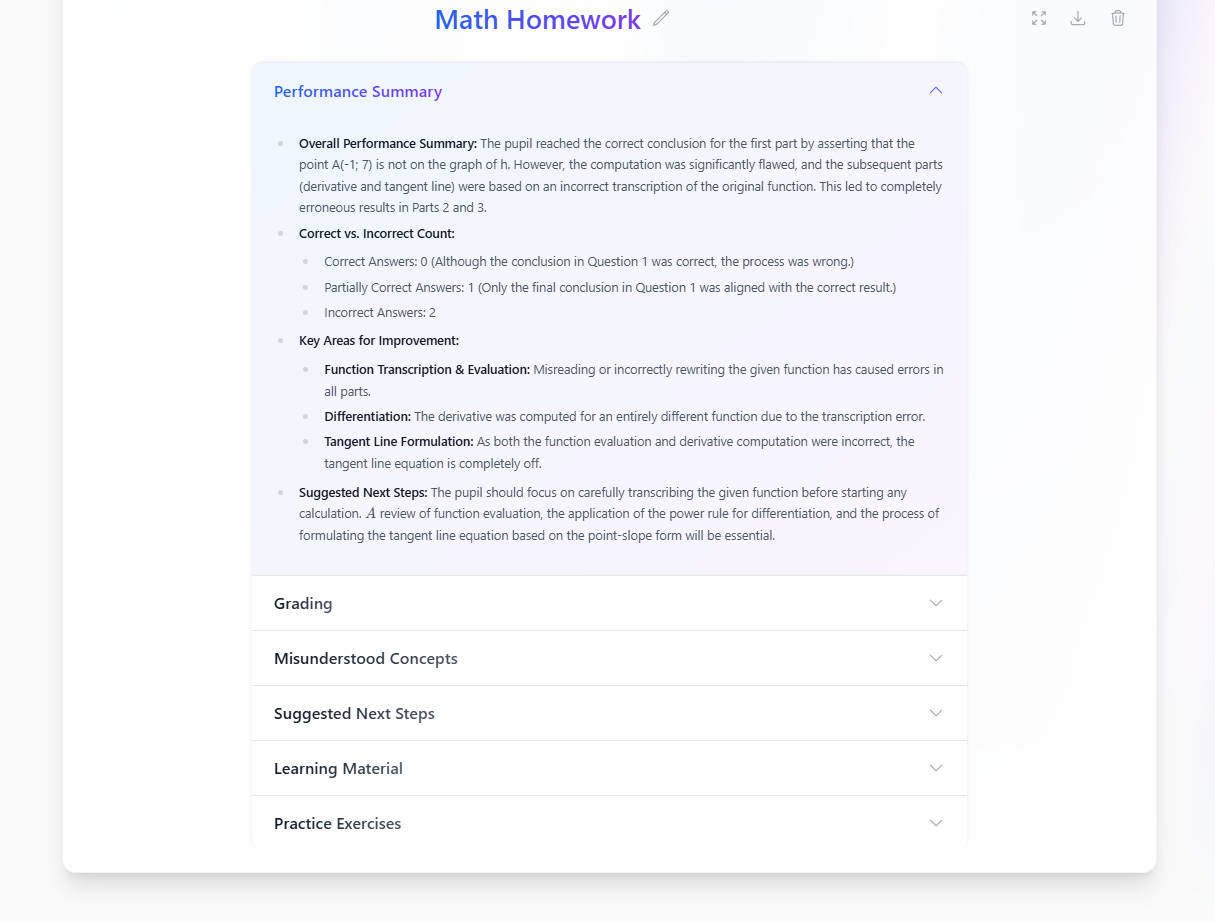 Math Homework
Performance Summary
Overall Performance Summary: The pupil reached the correct conclusion for the first part by asserting that the
point A(-1; 7) is not on the graph of h. However, the computation was significantly flawed, and the subsequent parts
(derivative and tangent line) were based on an incorrect transcription of the original function. This led to completely
erroneous results in Parts 2 and 3.
Correct vs. Incorrect Count:
Correct Answers: 0 (Although the conclusion in Question 1 was correct, the process was wrong.)
Partially Correct Answers: 1 (Only the final conclusion in Question 1 was aligned with the correct result.)
Incorrect Answers: 2
Key Areas for Improvement:
Function Transcription & Evaluation: Misreading or incorrectly rewriting the given function has caused errors in
all parts.
Differentiation: The derivative was computed for an entirely different function due to the transcription error.
Tangent Line Formulation: As both the function evaluation and derivative computation were incorrect, the
tangent line equation is completely off.
Suggested Next Steps: The pupil should focus on carefully transcribing the given function before starting any
calculation. A review of function evaluation, the application of the power rule for differentiation, and the process of
formulating the tangent line equation based on the point-slope form will be essential.
Grading
Misunderstood Concepts
Suggested Next Steps
Learning Material
Practice Exercises